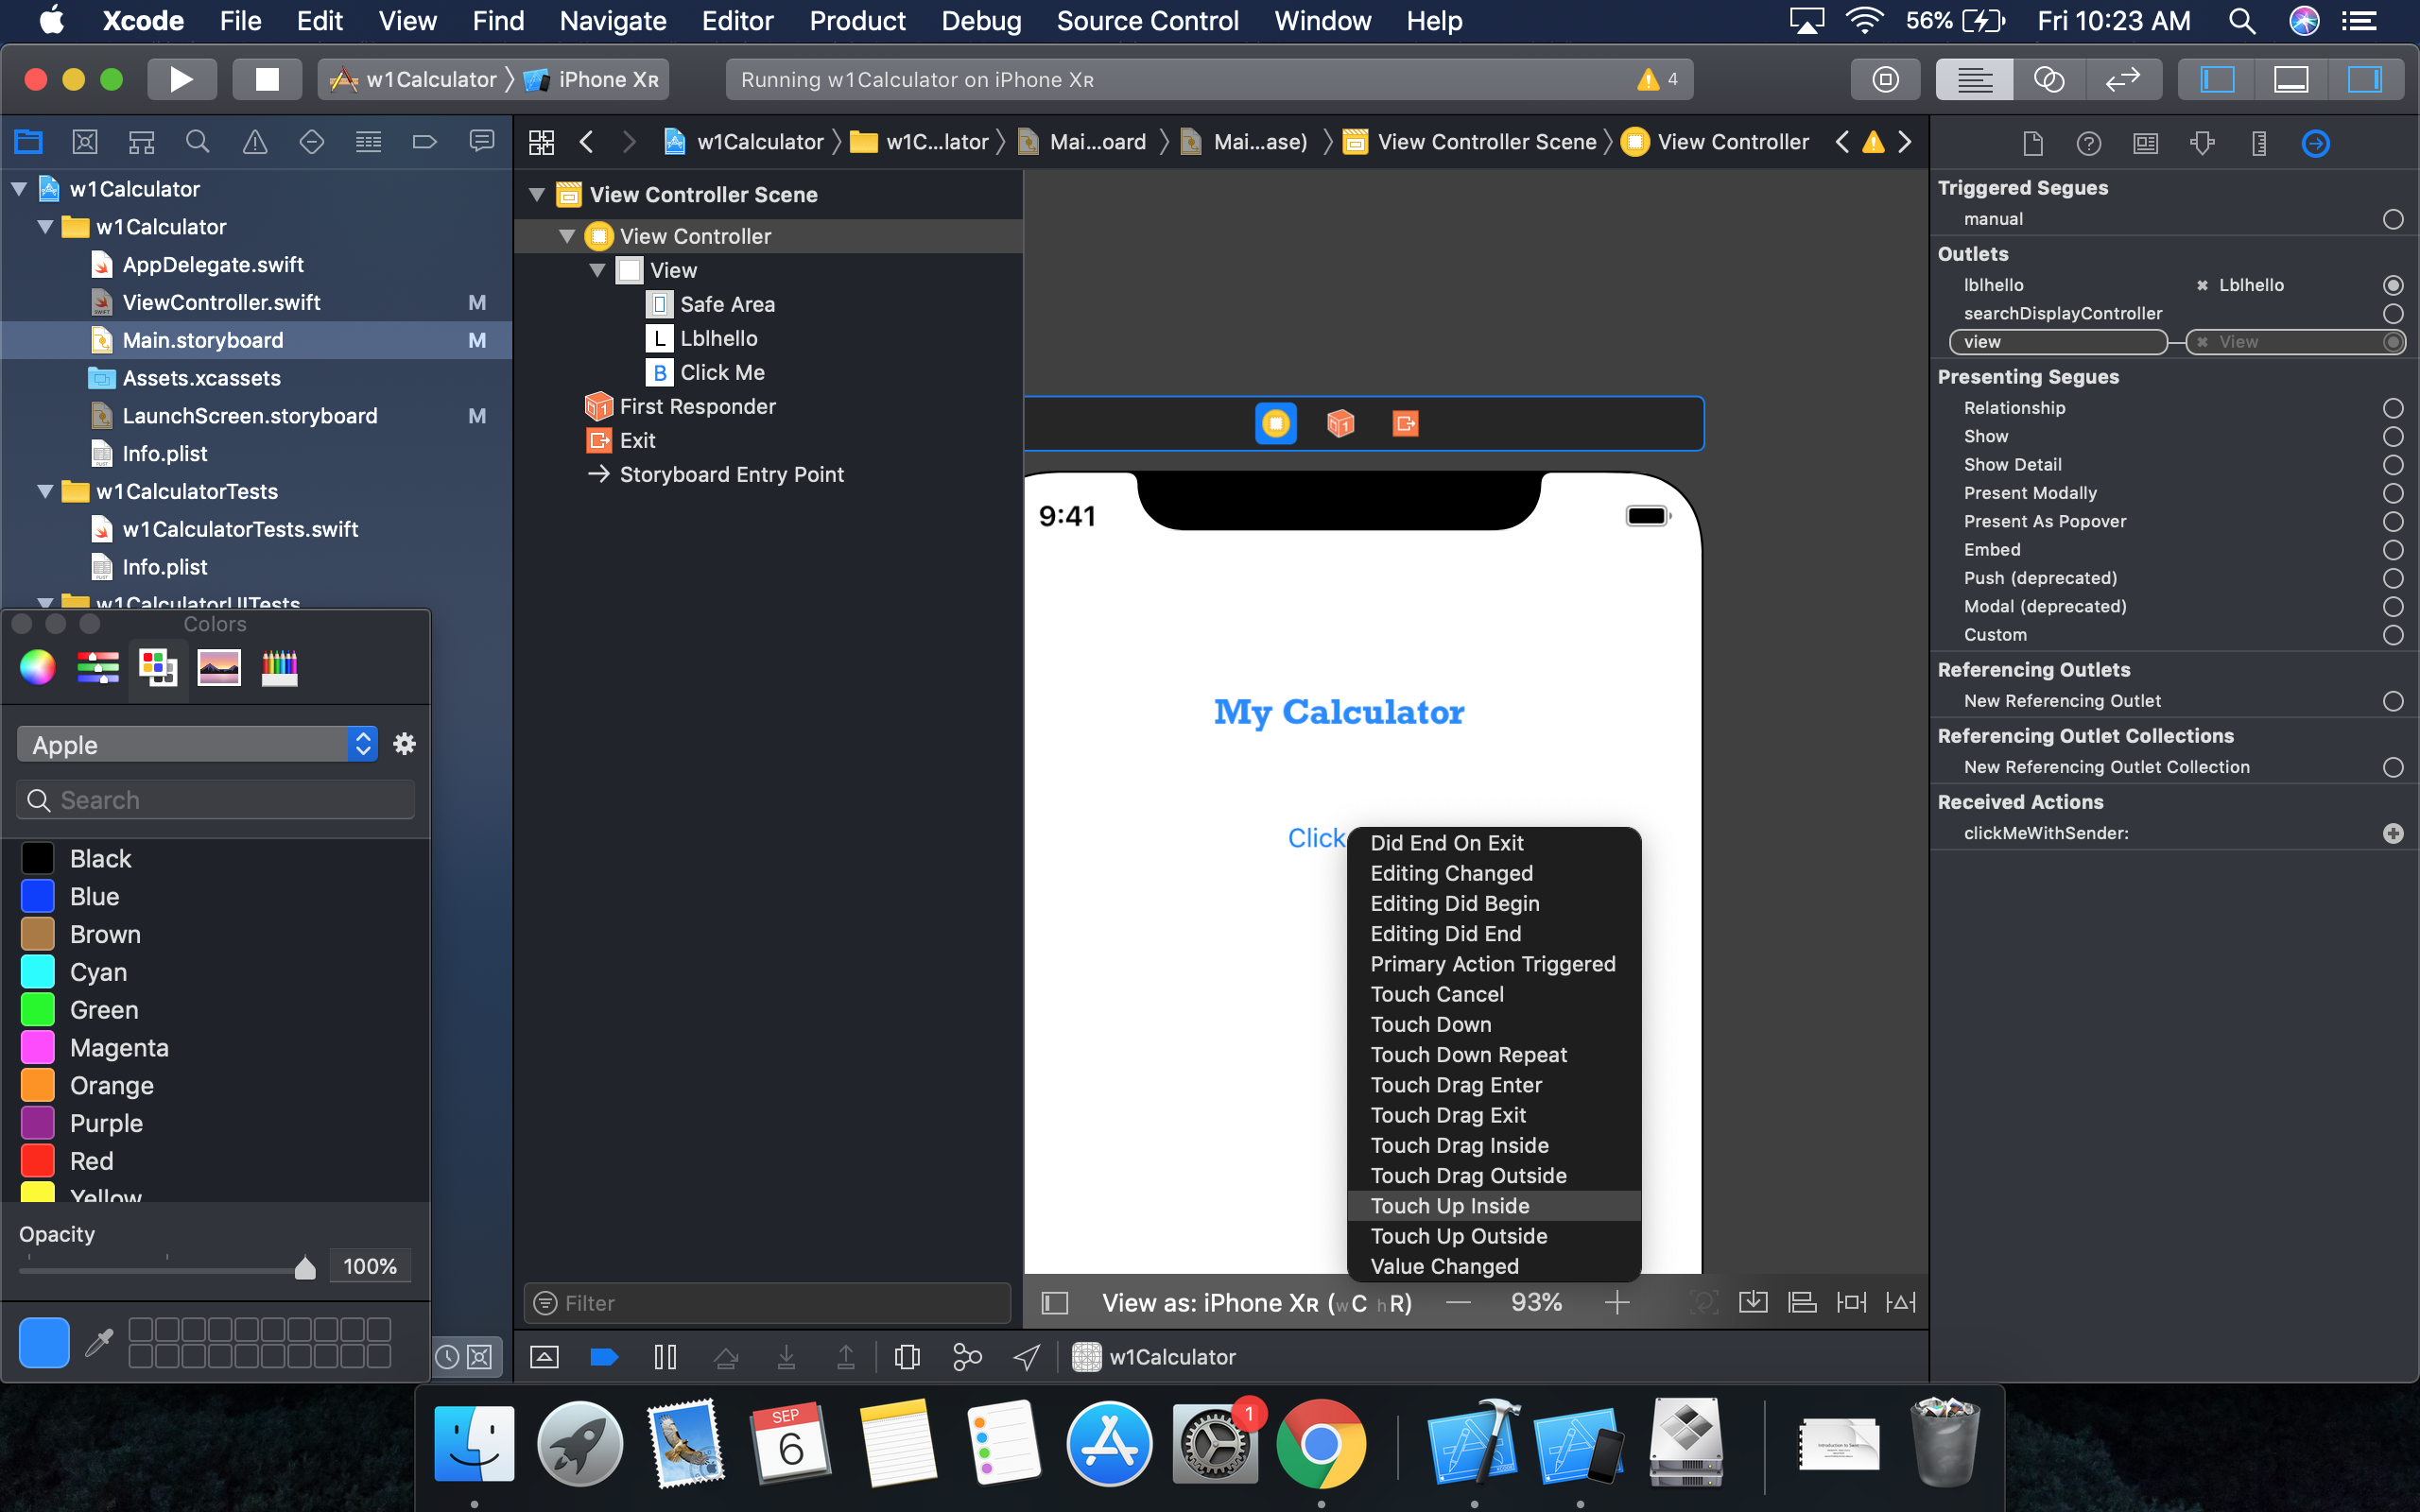 Xcode File Edit View Find Navigate Editor Product Debug Source Control Window Help 56% Fri 10:23 AM
w1Calculator iPhone XR
Running w1Calculator on iPhone XR 4
w1Calculator
w1Calculator
AppDelegate.swift
ViewController.swift M
Main.storyboard M
Assets.xcassets
LaunchScreen.storyboard M
Info.plist
w1CalculatorTests
w1CalculatorTests.swift
Info.plist
w1CalculatorUITests
Colors
Apple
Search
Black
Blue
Brown
Cyan
Green
Magenta
Orange
Purple
Red
Yellow
Opacity
100%
w1Calculator w1C...lator Mai...oard Mai...ase) View Controller Scene View Controller
View Controller Scene
View Controller
View
Safe Area
L Lblhello
B Click Me
First Responder
Exit
Storyboard Entry Point
Filter
9:41
My Calculator
Click
Did End On Exit
Editing Changed
Editing Did Begin
Editing Did End
Primary Action Triggered
Touch Cancel
Touch Down
Touch Down Repeat
Touch Drag Enter
Touch Drag Exit
Touch Drag Inside
Touch Drag Outside
Touch Up Inside
Touch Up Outside
Value Changed
View as: iPhone XR (wC hR) 93%
w1Calculator
Triggered Segues
manual
Outlets
lblhello Lblhello
searchDisplayController
view View
Presenting Segues
Relationship
Show
Show Detail
Present Modally
Present As Popover
Embed
Push (deprecated)
Modal (deprecated)
Custom
Referencing Outlets
New Referencing Outlet
Referencing Outlet Collections
New Referencing Outlet Collection
Received Actions
clickMeWithSender:
SEP
6
1